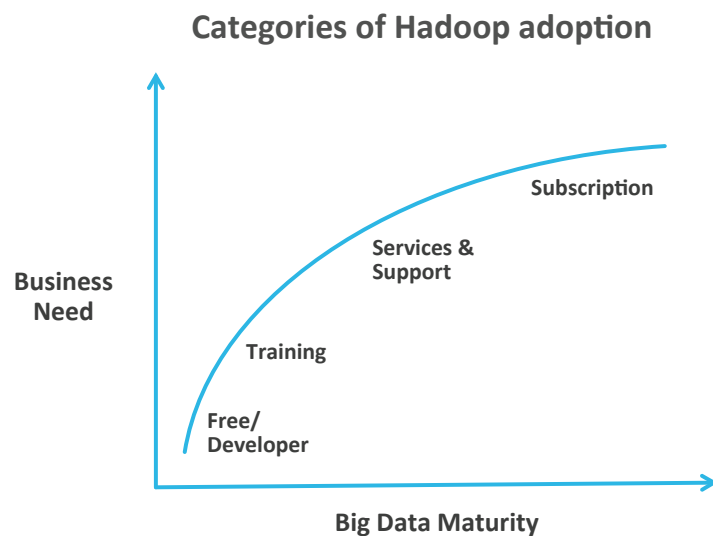 Categories of Hadoop adoption
Subscription
Services &
Support
Business
Need
Training
Free/
Developer
Big Data Maturity